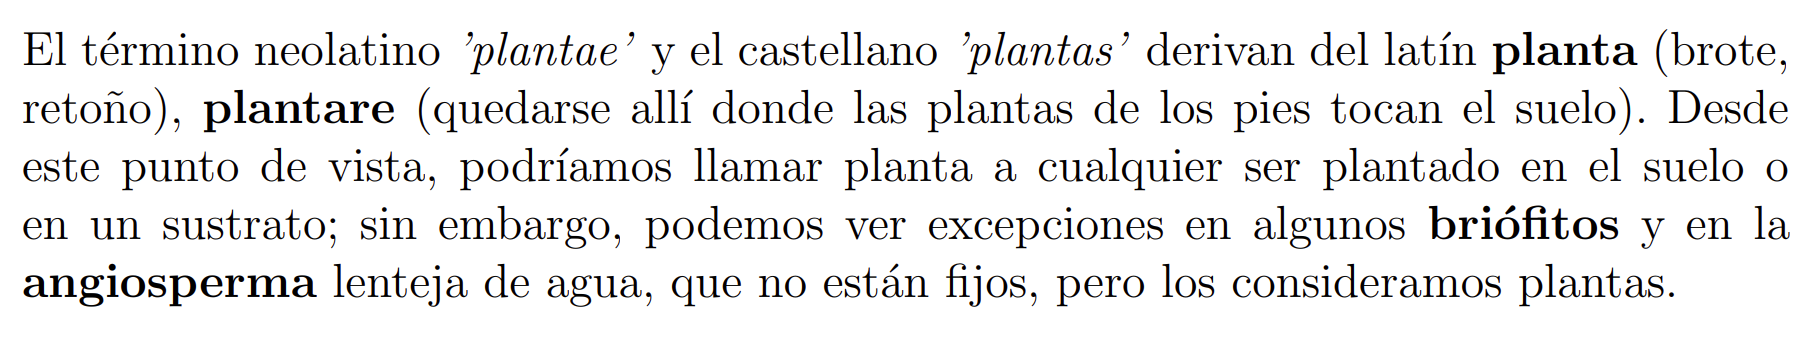 El término neolatino ’plantae’ y el castellano ’plantas’ derivan del latín planta (brote,
retoño), plantare (quedarse allí donde las plantas de los pies tocan el suelo). Desde
este punto de vista, podríamos llamar planta a cualquier ser plantado en el suelo o
en un sustrato; sin embargo, podemos ver excepciones en algunos briófitos y en la
angiosperma lenteja de agua, que no están fijos, pero los consideramos plantas.